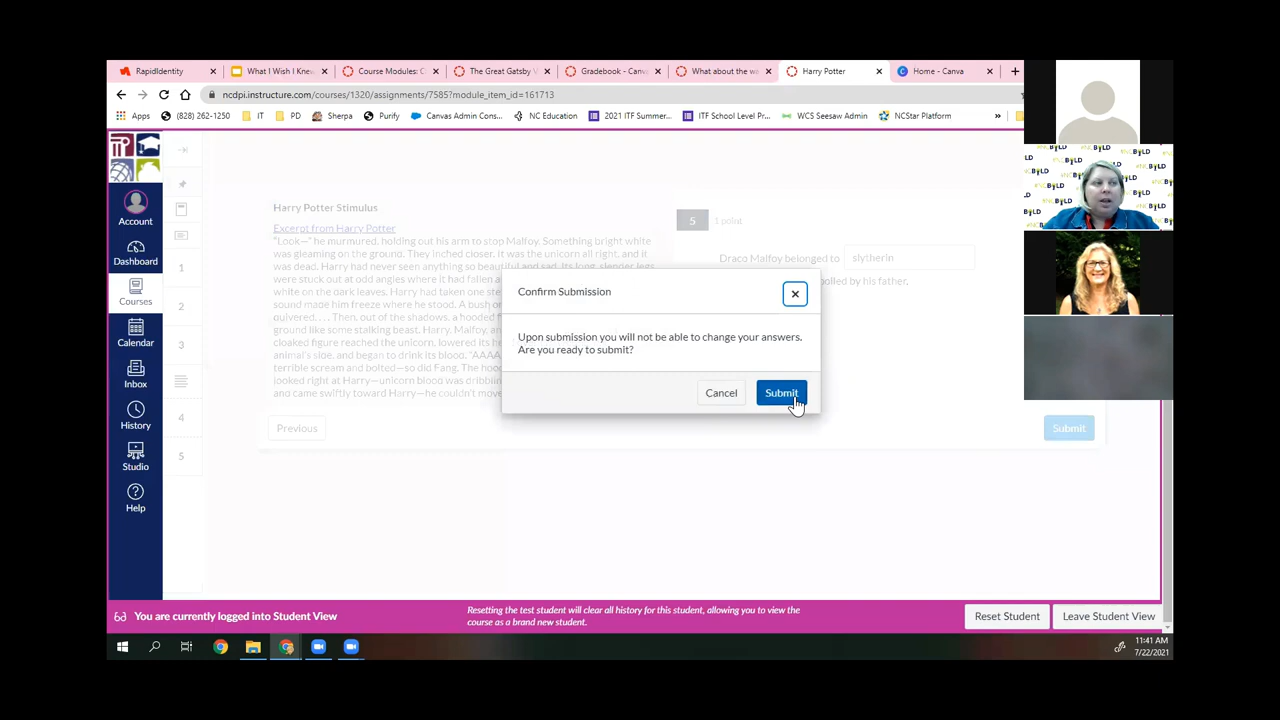 RapidIdentity
What I Wish I Knew
Course Modules: C
The Great Gatsby V
Gradebook - Canva
What about the wa
Harry Potter
Home - Canva
ncdpi.instructure.com/courses/1320/assignments/7585?module_item_id=161713
Apps
(828) 262-1250
IT
PD
Sherpa
Purify
Canvas Admin Cons...
NC Education
2021 ITF Summer...
ITF School Level Pr...
WCS Seesaw Admin
NCStar Platform
»
Account
Dashboard
Courses
Calendar
Inbox
History
Studio
Help
1
2
3
4
5
Harry Potter Stimulus
Excerpt from Harry Potter
"Look—" he murmured, holding out his arm to stop Malfoy. Something bright white
was gleaming on the ground. They inched closer. It was the unicorn all right, and it
was dead. Harry had never seen anything so beautiful and sad. Its long, slender legs
were stuck out at odd angles where it had fallen a
white on the dark leaves. Harry had taken one ste
sound made him freeze where he stood. A bush o
quivered. . . . Then, out of the shadows, a hooded f
ground like some stalking beast. Harry, Malfoy, an
cloaked figure reached the unicorn, lowered its he
animal's side, and began to drink its blood. "AAAA
terrible scream and bolted—so did Fang. The hood
looked right at Harry—unicorn blood was dribblin
and came swiftly toward Harry—he couldn't move
5
1 point
Draco Malfoy belonged to
slytherin
olled by his father,
Previous
Submit
Confirm Submission
Upon submission you will not be able to change your answers.
Are you ready to submit?
Cancel
Submit
You are currently logged into Student View
Resetting the test student will clear all history for this student, allowing you to view the
course as a brand new student.
Reset Student
Leave Student View
11:41 AM
7/22/2021
#NCBOLD